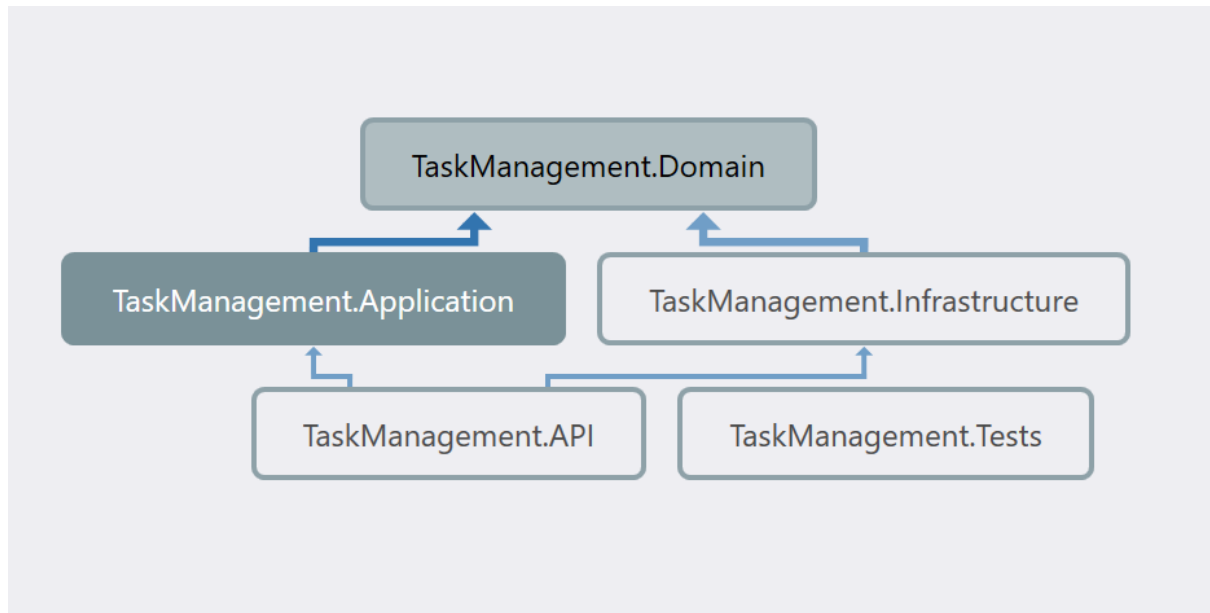 TaskManagement.Domain
TaskManagement.Application
TaskManagement.Infrastructure
TaskManagement.API
TaskManagement.Tests